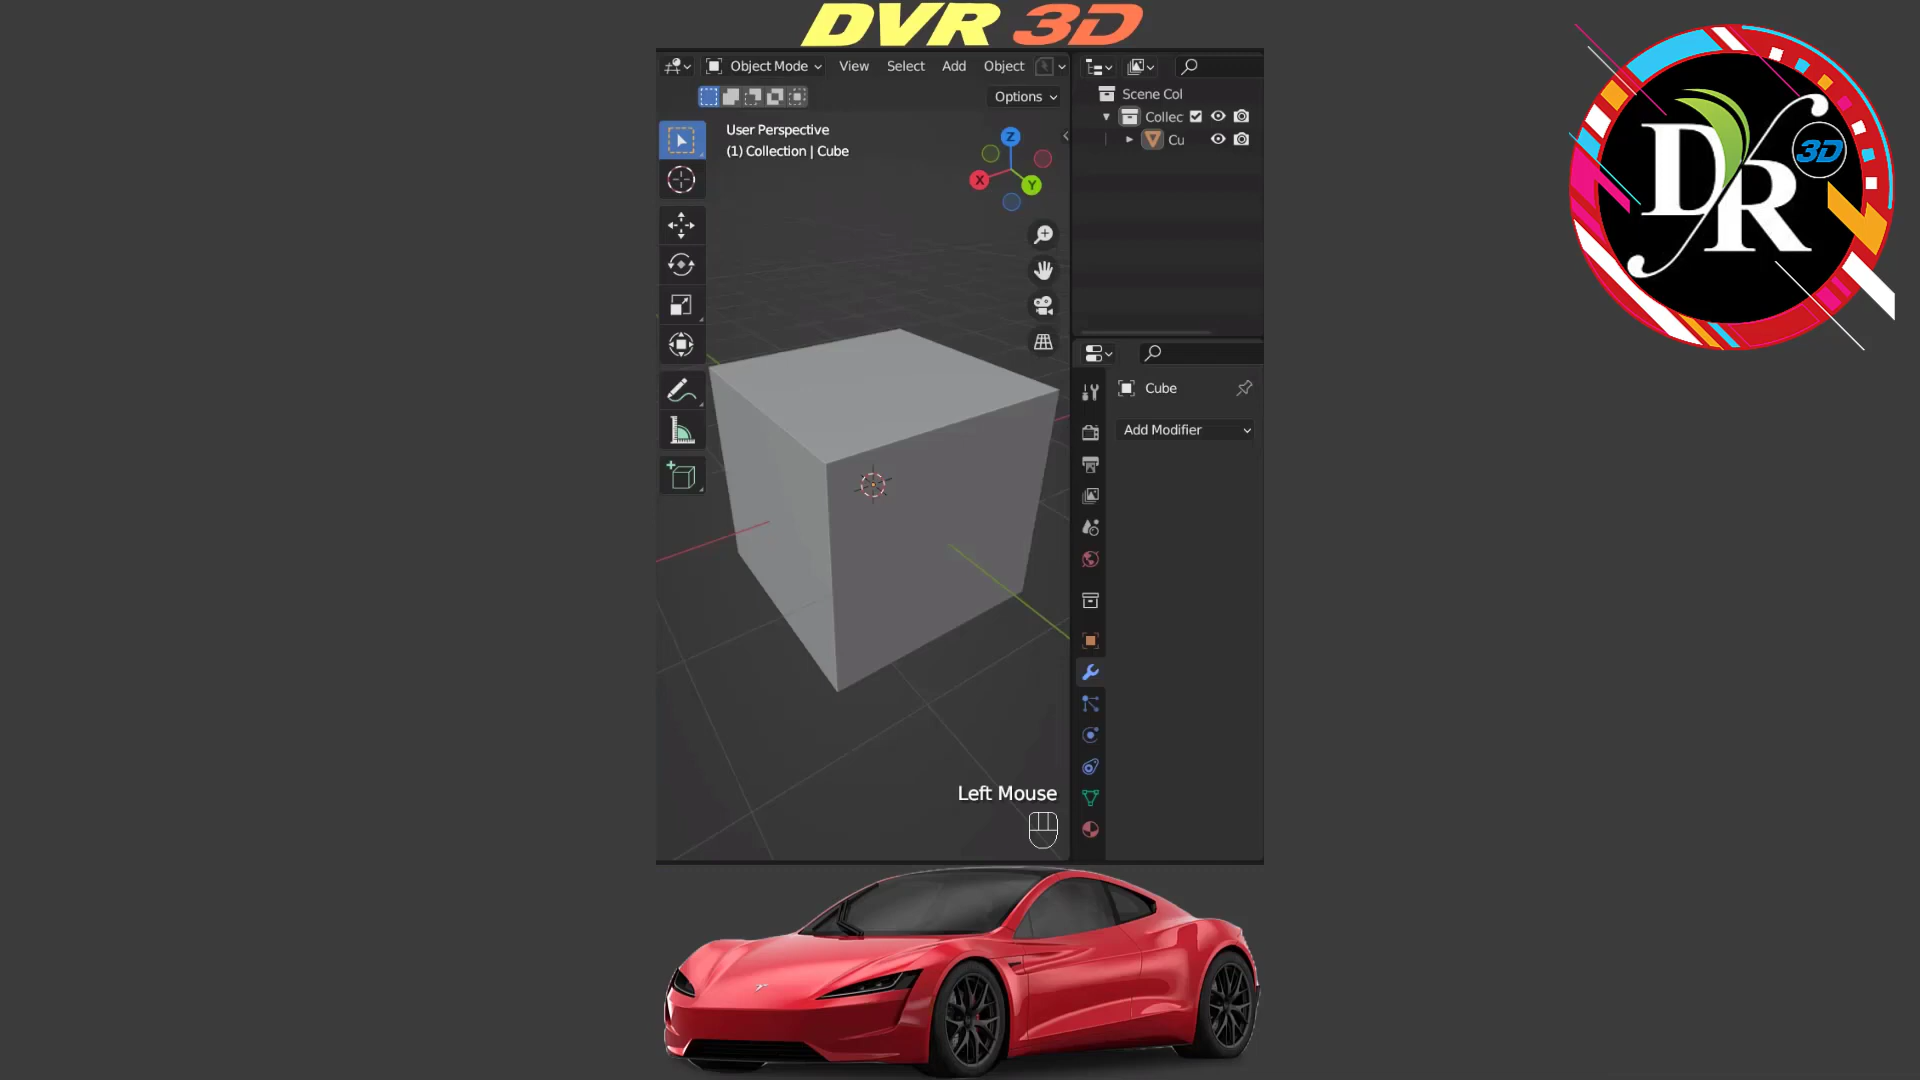 DVR 3D
Object Mode View Select Add Object
Options
User Perspective
(1) Collection | Cube
Z
X
Y
Scene Col
Collec
Cu
Cube
Add Modifier
Left Mouse
DR
3D